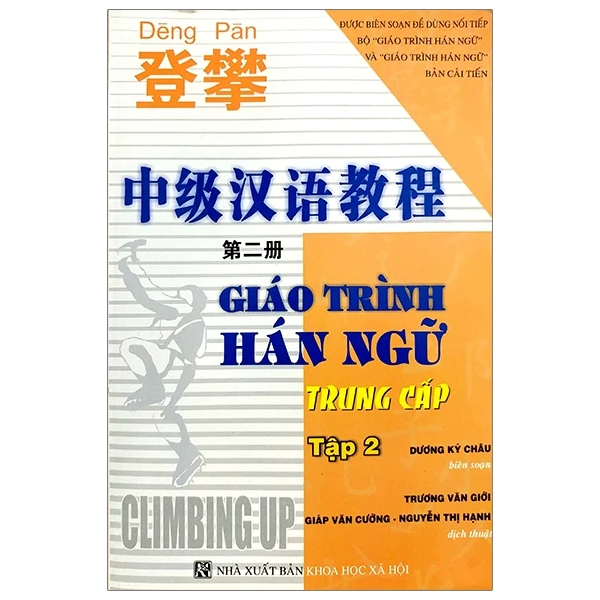 Dēng Pān
登攀
ĐƯỢC BIÊN SOẠN ĐỂ DÙNG NỐI TIẾP
BỘ "GIÁO TRÌNH HÁN NGỮ"
VÀ "GIÁO TRÌNH HÁN NGỮ"
BẢN CẢI TIẾN
中级汉语教程
第二册
GIÁO TRÌNH
HÁN NGỮ
TRUNG CẤP
Tập 2
DƯƠNG KÝ CHÂU
biên soạn
TRƯƠNG VĂN GIỚI
GIÁP VĂN CƯỜNG - NGUYỄN THỊ HẠNH
dịch thuật
CLIMBING UP
NHÀ XUẤT BẢN KHOA HỌC XÃ HỘI